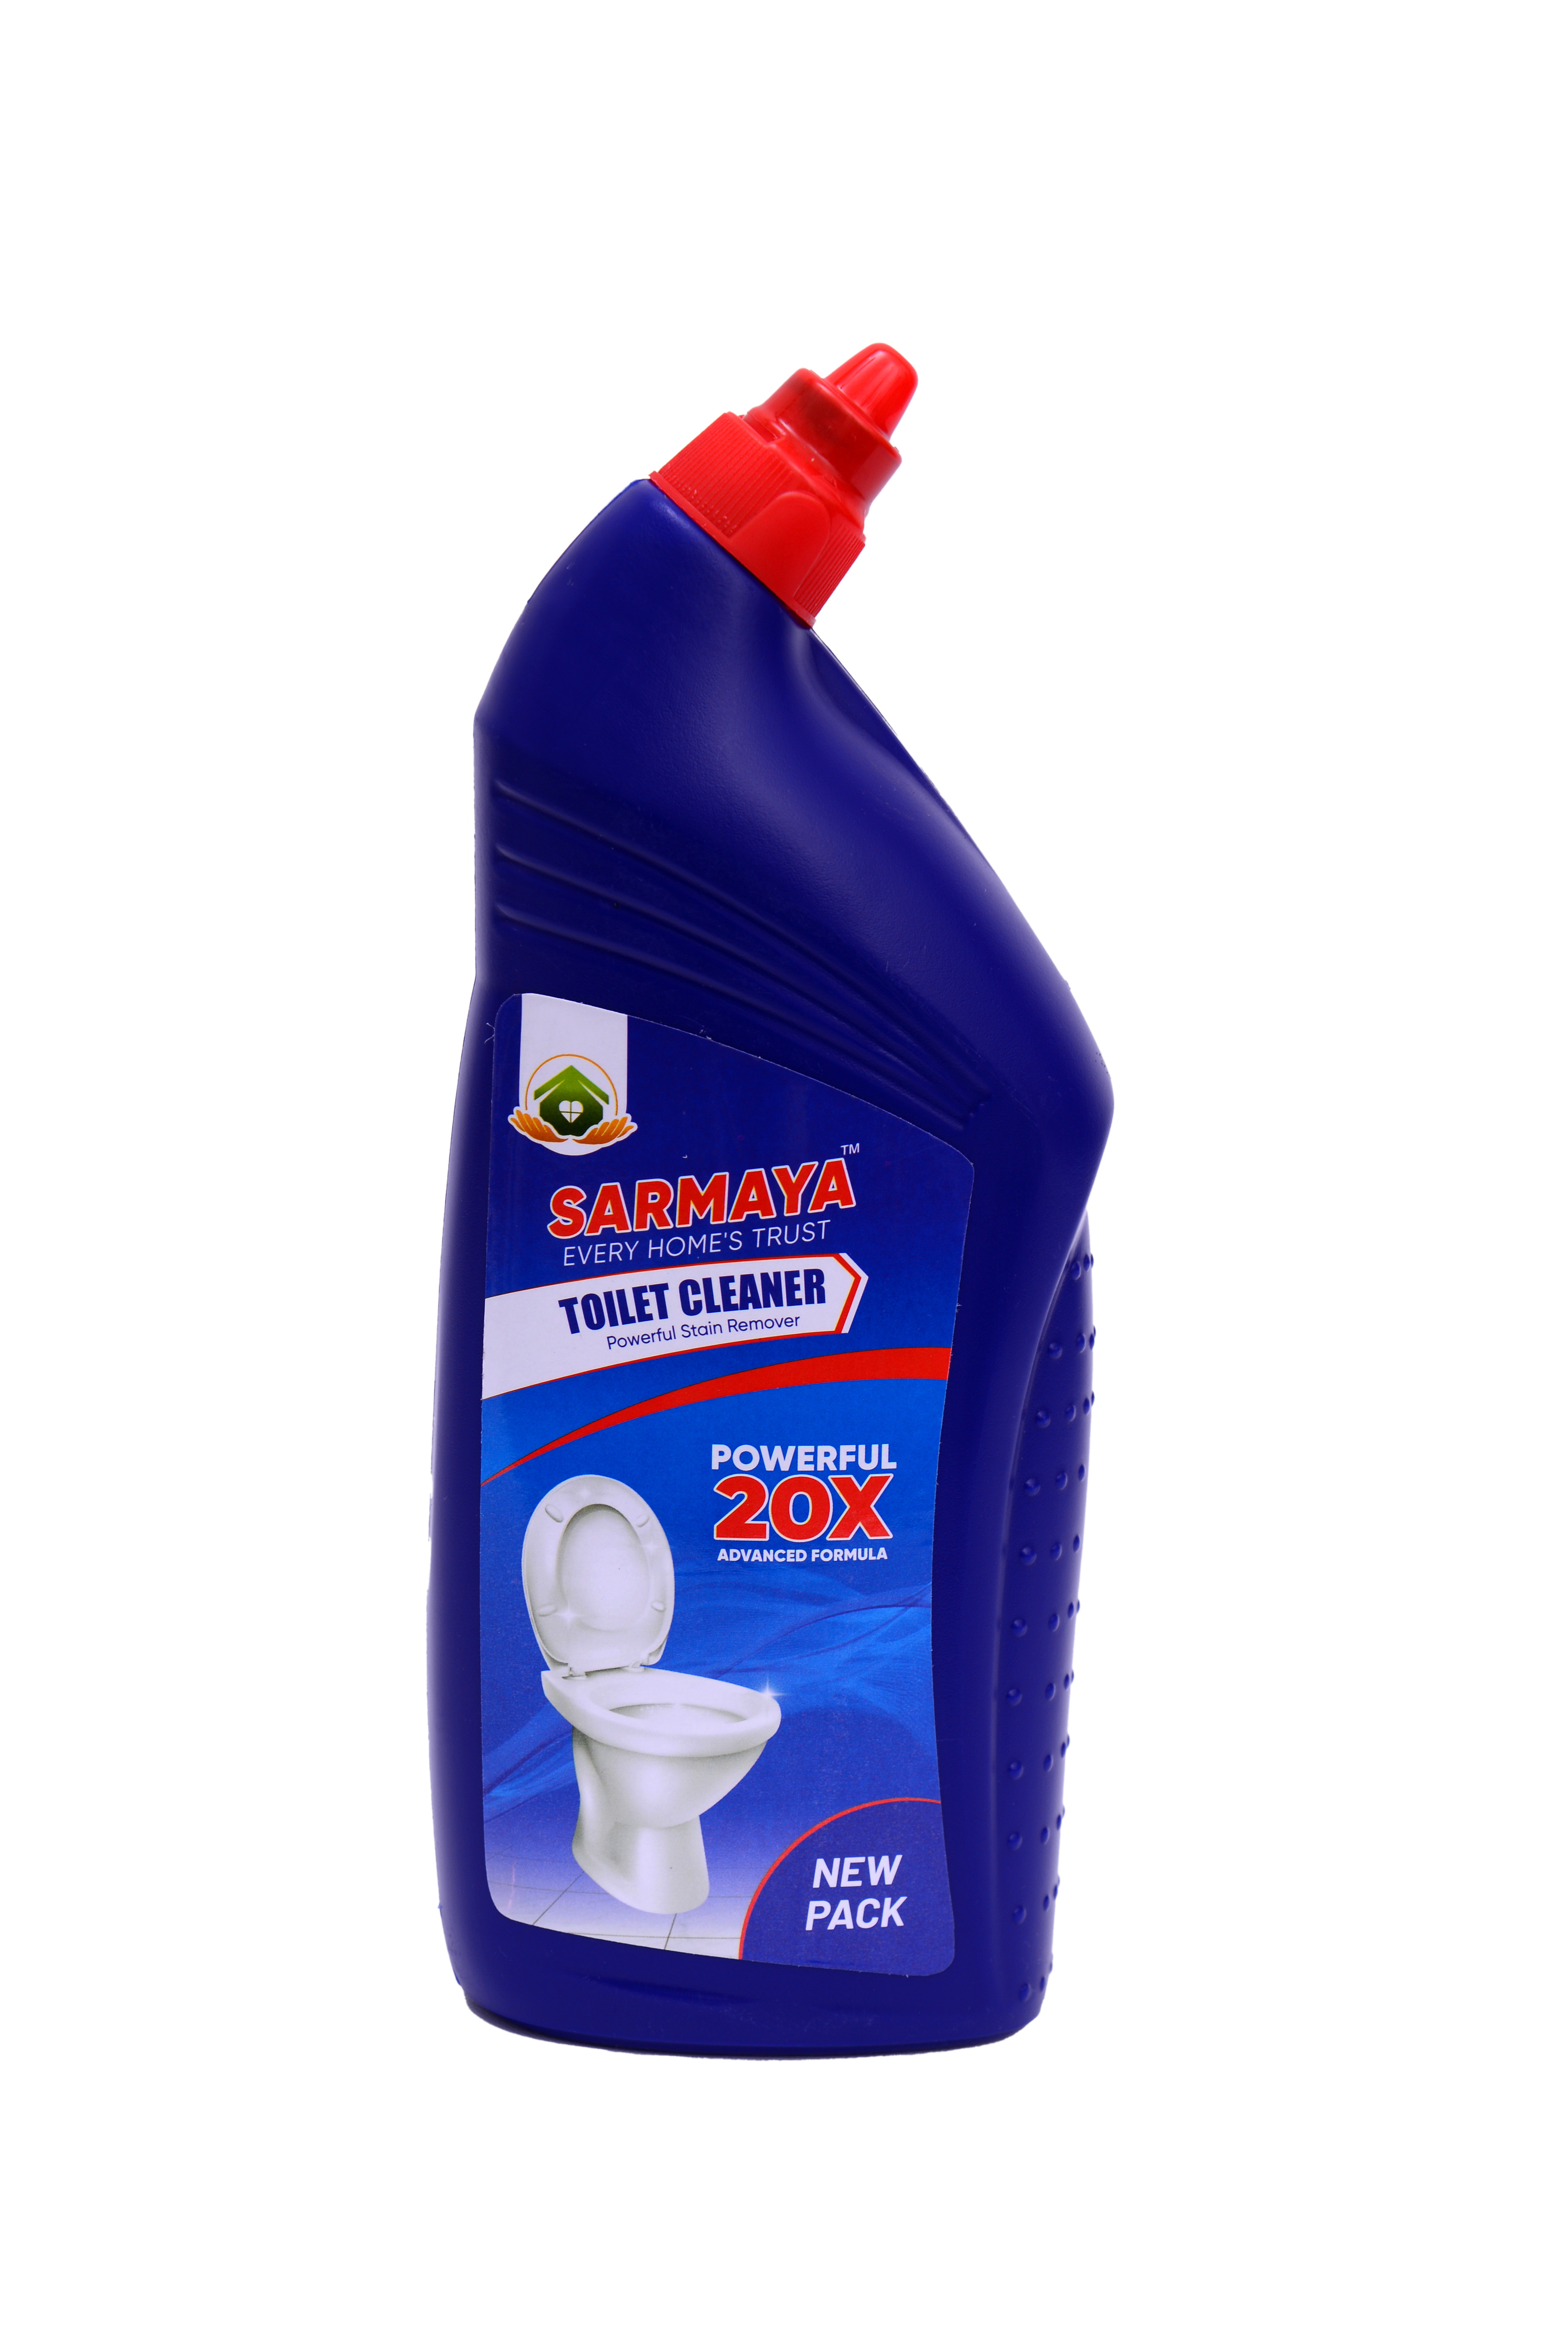 SARMAYA™
EVERY HOME'S TRUST
TOILET CLEANER
Powerful Stain Remover
POWERFUL
20X
ADVANCED FORMULA
NEW
PACK